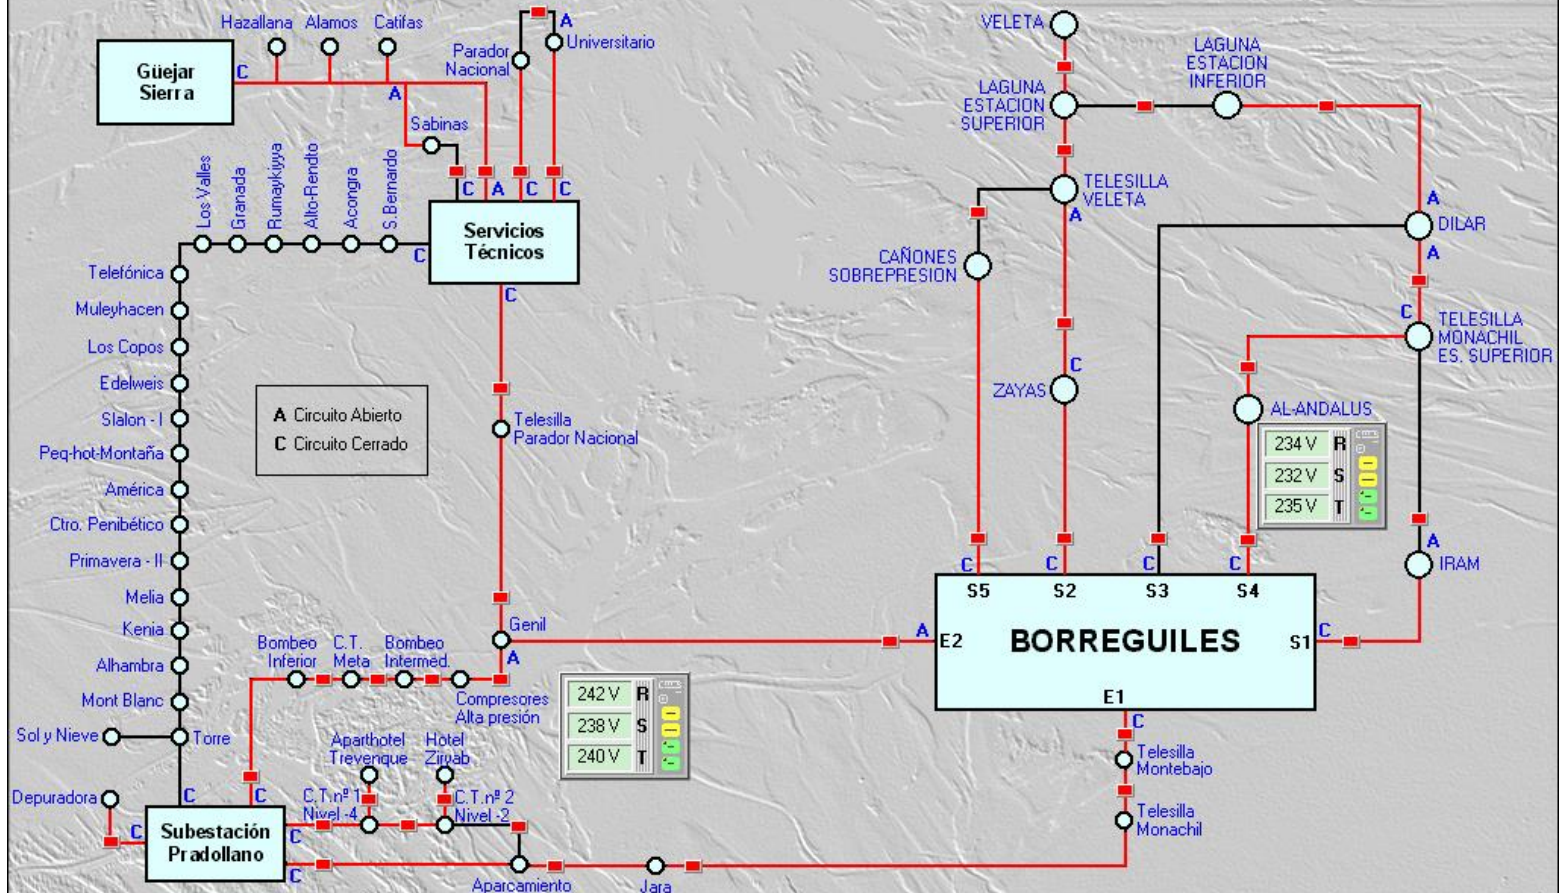 Hazallana
Alamos
Catifas
A
Parador
Nacional
Universitario
Güejar
Sierra
C
A
Sabinas
C
A
C
C
Los Valles
Granada
Rumaykiyya
Alto-Rendto
Acongra
S.Bernardo
Servicios
Técnicos
C
C
Telefónica
Muleyhacen
Los Copos
Edelweis
Slalon - I
Peq-hot-Montaña
América
Ctro. Penibético
Primavera - II
Melia
Kenia
Alhambra
Mont Blanc
Sol y Nieve
Torre
Depuradora
A Circuito Abierto
C Circuito Cerrado
Telesilla
Parador Nacional
Genil
A
Bombeo
Inferior
C.T.
Meta
Bombeo
Intermed.
Compresores
Alta presión
242 V R
238 V S
240 V T
Aparthotel
Trevenque
Hotel
Ziryab
C.T.nº 1
Nivel -4
C.T.nº 2
Nivel -2
C
C
C
C
C
Subestación
Pradollano
Aparcamiento
Jara
VELETA
LAGUNA
ESTACION
SUPERIOR
LAGUNA
ESTACION
INFERIOR
TELESILLA
VELETA
A
CAÑONES
SOBREPRESION
A
DILAR
A
C
TELESILLA
MONACHIL
ES. SUPERIOR
C
ZAYAS
AL-ANDALUS
234 V R
232 V S
235 V T
A
IRAM
C
C
C
C
S5
S2
S3
S4
A
E2
BORREGUILES
S1
C
E1
C
Telesilla
Montebajo
Telesilla
Monachil